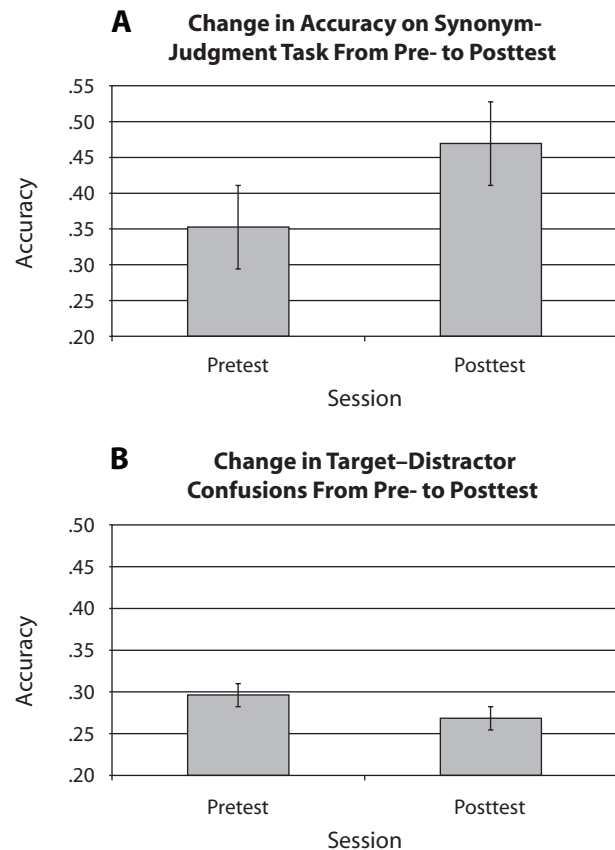 A Change in Accuracy on Synonym-
Judgment Task From Pre- to Posttest
.55
.50
.45
.40
.35
.30
.25
.20
Accuracy
Pretest Posttest
Session
B Change in Target–Distractor
Confusions From Pre- to Posttest
.50
.45
.40
.35
.30
.25
.20
Accuracy
Pretest Posttest
Session